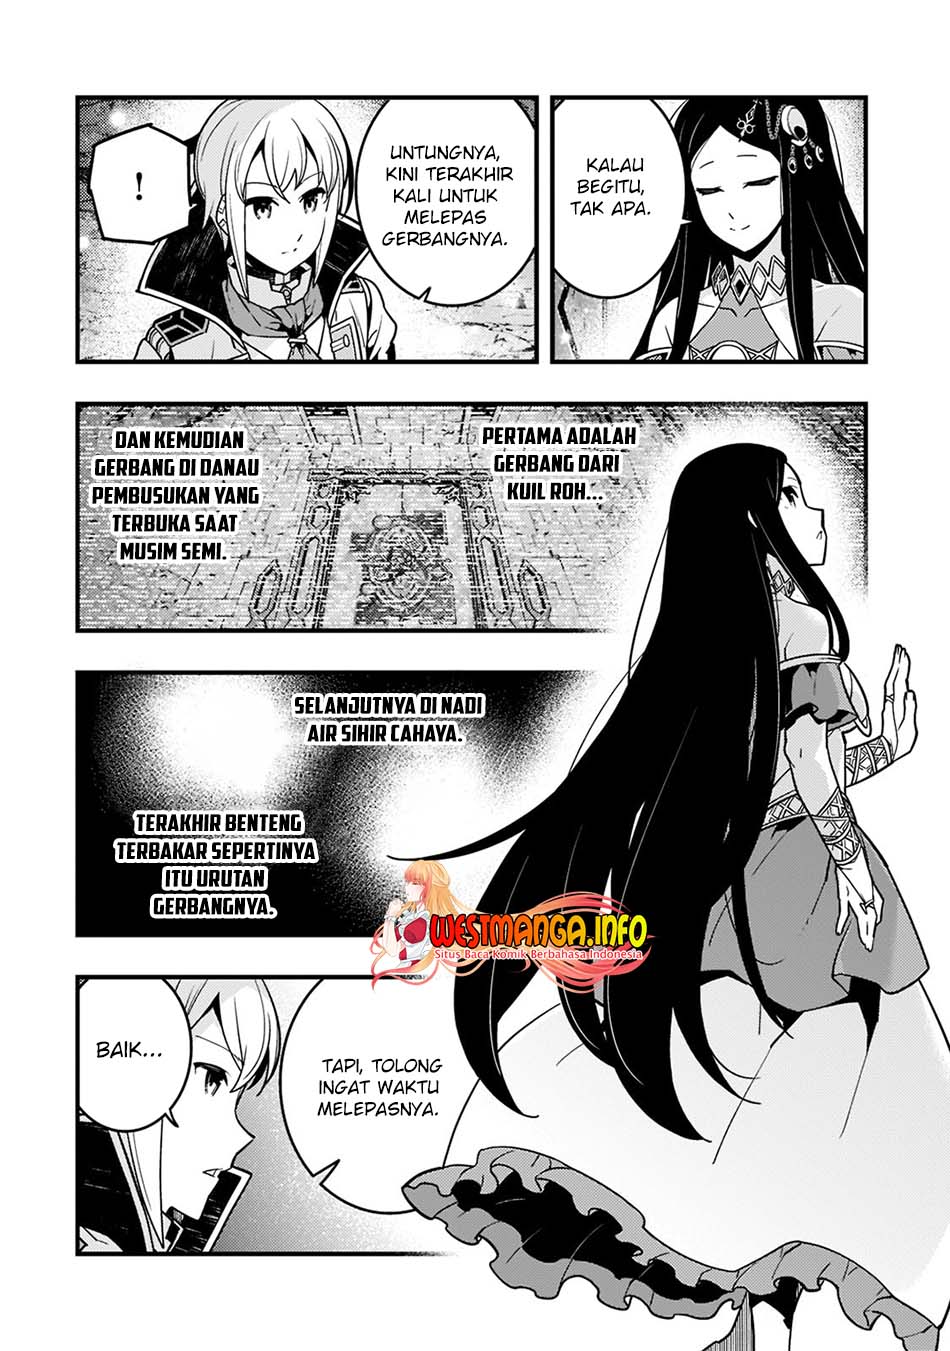 KALAU
BEGITU,
TAK APA.
UNTUNGNYA,
KINI TERAKHIR
KALI UNTUK
MELEPAS
GERBANGNYA.
!
PERTAMA ADALAH
GERBANG DARI
KUIL ROH...
DAN KEMUDIAN
GERBANG DI DANAU
PEMBUSUKAN YANG
TERBUKA SAAT
MUSIM SEMI.
SELANJUTNYA DI NADI
AIR SIHIR CAHAYA.
TERAKHIR BENTENG
TERBAKAR SEPERTINYA
ITU URUTAN
GERBANGNYA.
WESTMANGA.INFO
Situs Baca Komik Berbahasa Indonesia
TAPI, TOLONG
INGAT WAKTU
MELEPASNYA.
BAIK...